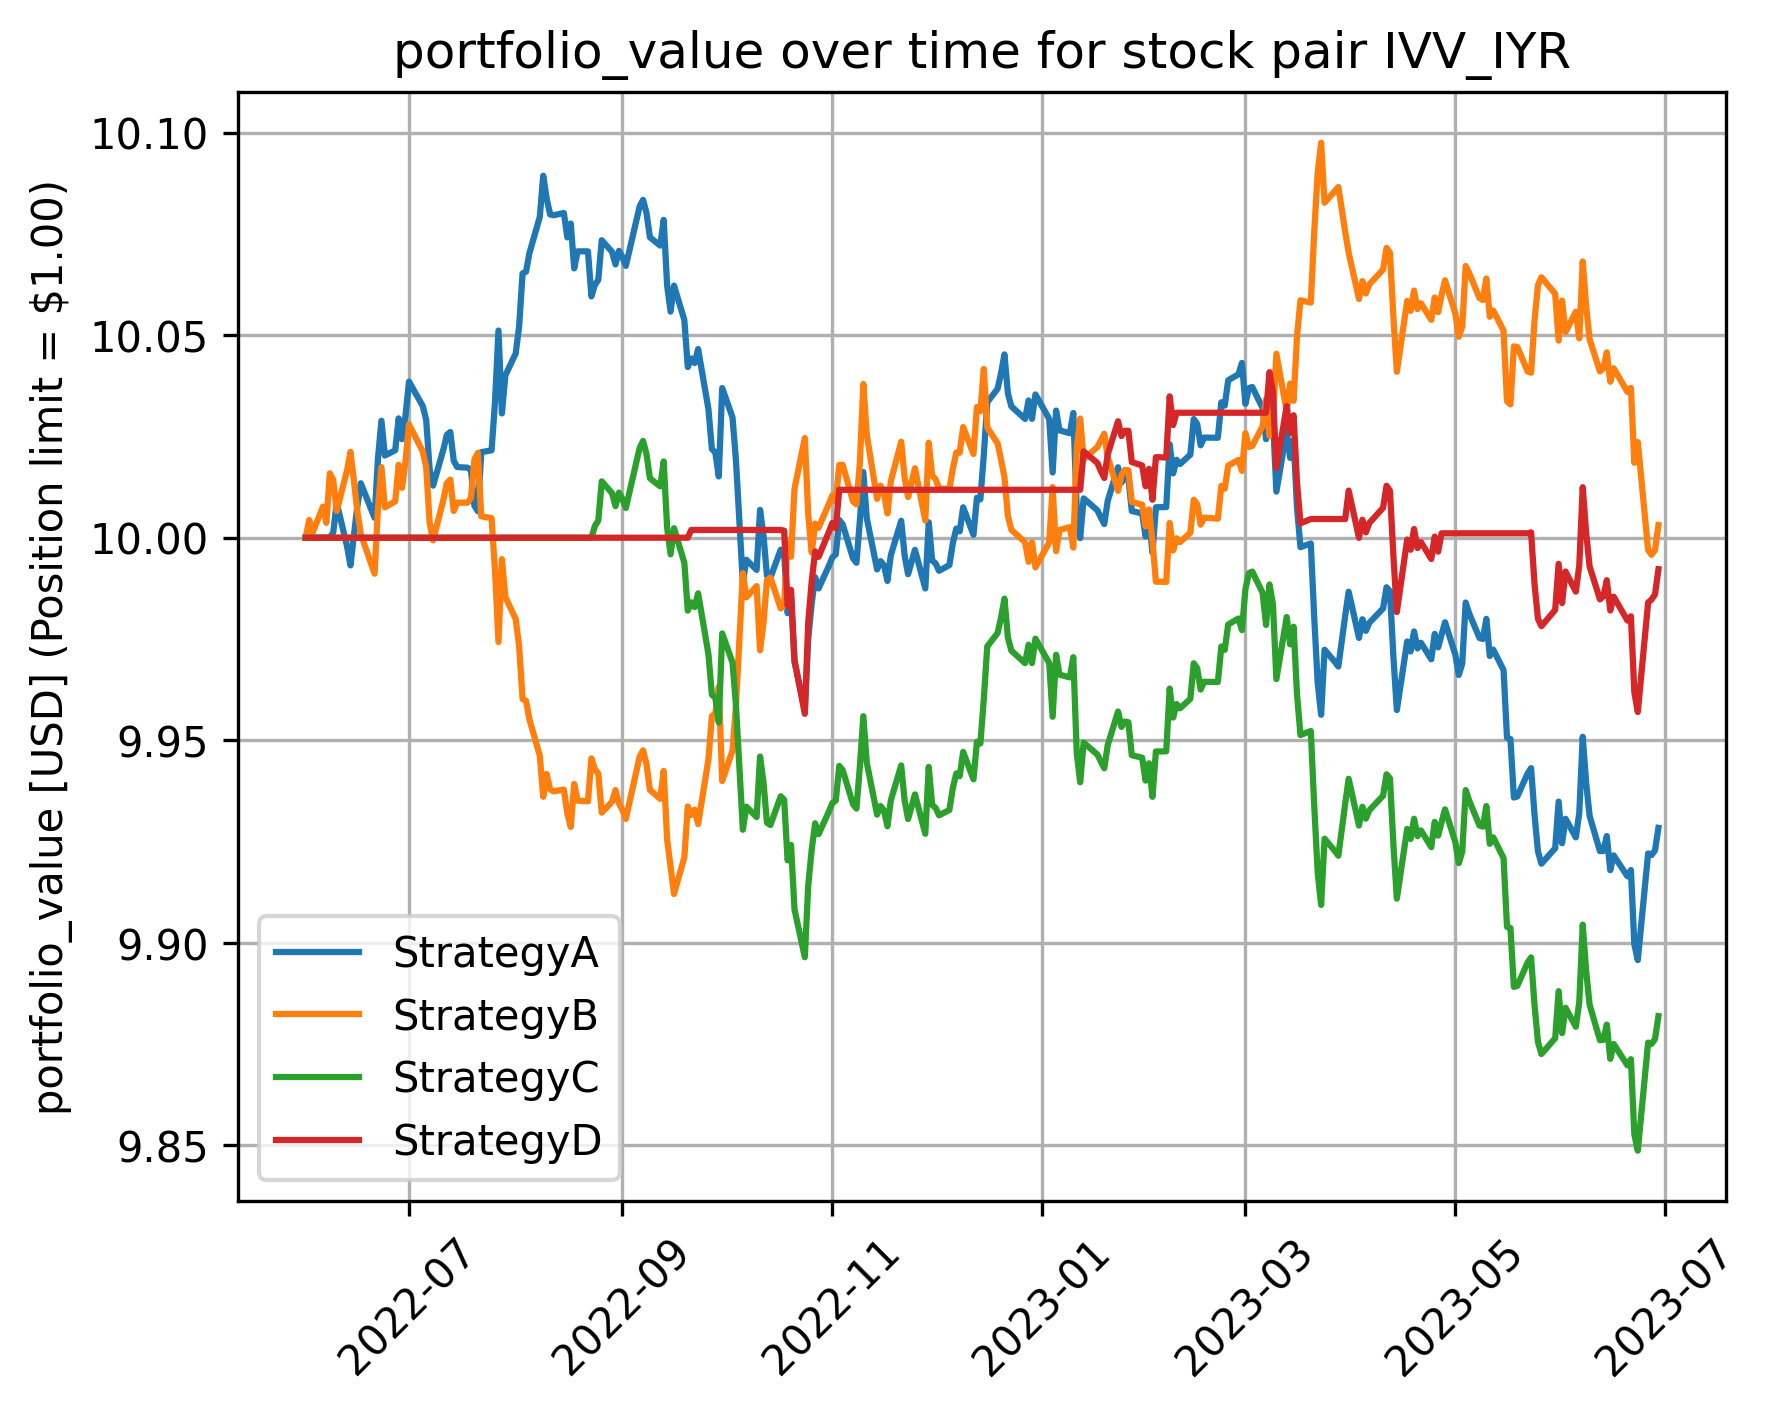 portfolio_value over time for stock pair IVV_IYR
portfolio_value [USD] (Position limit = $1.00)
10.10
10.05
10.00
9.95
9.90
9.85
StrategyA
StrategyB
StrategyC
StrategyD
2022-07
2022-09
2022-11
2023-01
2023-03
2023-05
2023-07